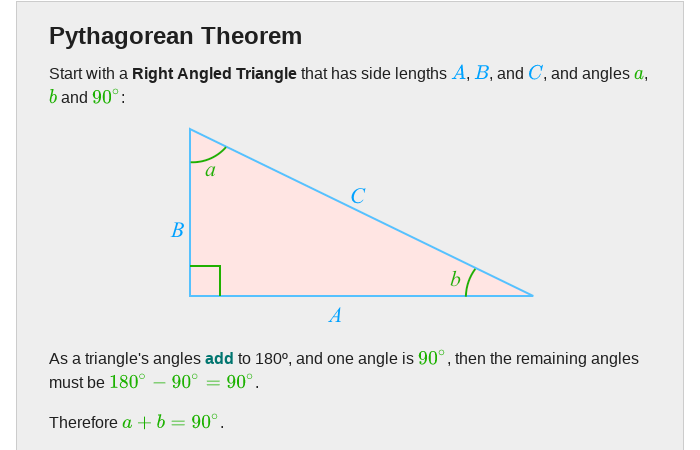 Pythagorean Theorem
Start with a Right Angled Triangle that has side lengths A, B, and C, and angles a,
b and 90°:
a
C
B
b
A
As a triangle's angles add to 180º, and one angle is 90°, then the remaining angles
must be 180° − 90° = 90°.
Therefore a + b = 90°.